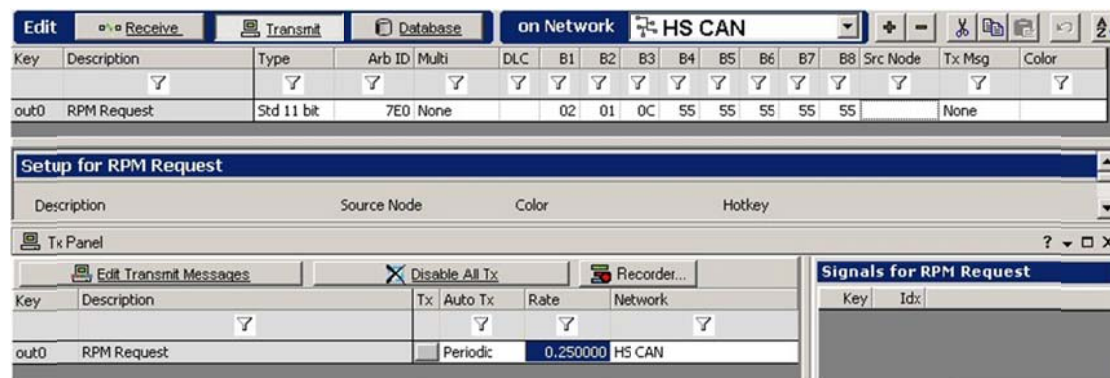 Edit Receive Transmit Database on Network HS CAN
Key Description Type Arb ID Multi DLC B1 B2 B3 B4 B5 B6 B7 B8 Src Node Tx Msg Color
out0 RPM Request Std 11 bit 7E0 None 02 01 0C 55 55 55 55 55 None
Setup for RPM Request
Description Source Node Color Hotkey
Tx Panel
Edit Transmit Messages Disable All Tx Recorder... Signals for RPM Request
Key Description Tx Auto Tx Rate Network Key Idx
out0 RPM Request Periodic 0.250000 HS CAN